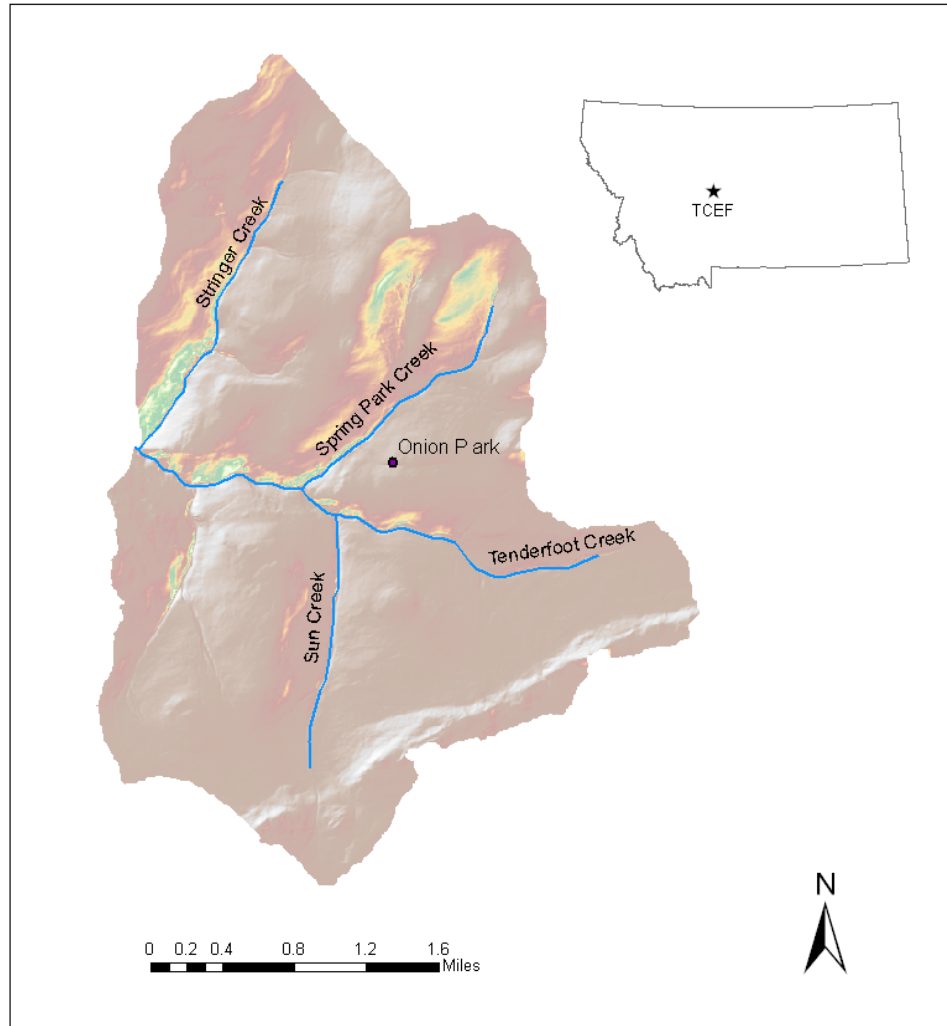 TCEF
Stringer Creek
Spring Park Creek
Onion Park
Tenderfoot Creek
Sun Creek
N
0 0.2 0.4 0.8 1.2 1.6
Miles